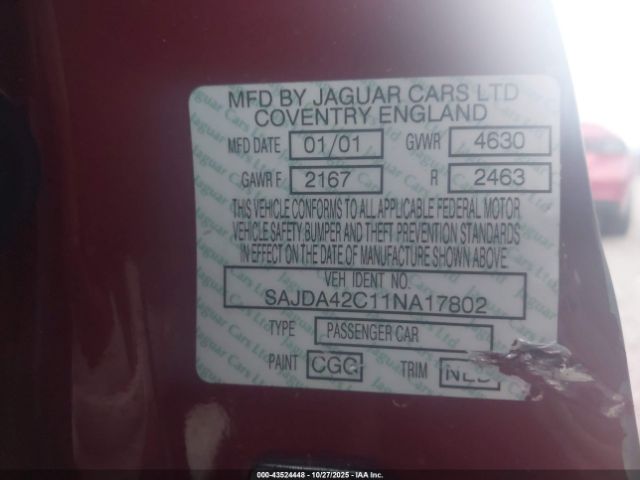 MFD BY JAGUAR CARS LTD
COVENTRY ENGLAND
MFD DATE 01/01 GVWR 4630
GAWR F 2167 R 2463
THIS VEHICLE CONFORMS TO ALL APPLICABLE FEDERAL MOTOR
VEHICLE SAFETY BUMPER AND THEFT PREVENTION STANDARDS
IN EFFECT ON THE DATE OF MANUFACTURE SHOWN ABOVE.
VEH IDENT NO.
SAJDA42C11NA17802
TYPE PASSENGER CAR
PAINT CGG TRIM
000-43524448 - 10/27/2025 - IAA Inc.